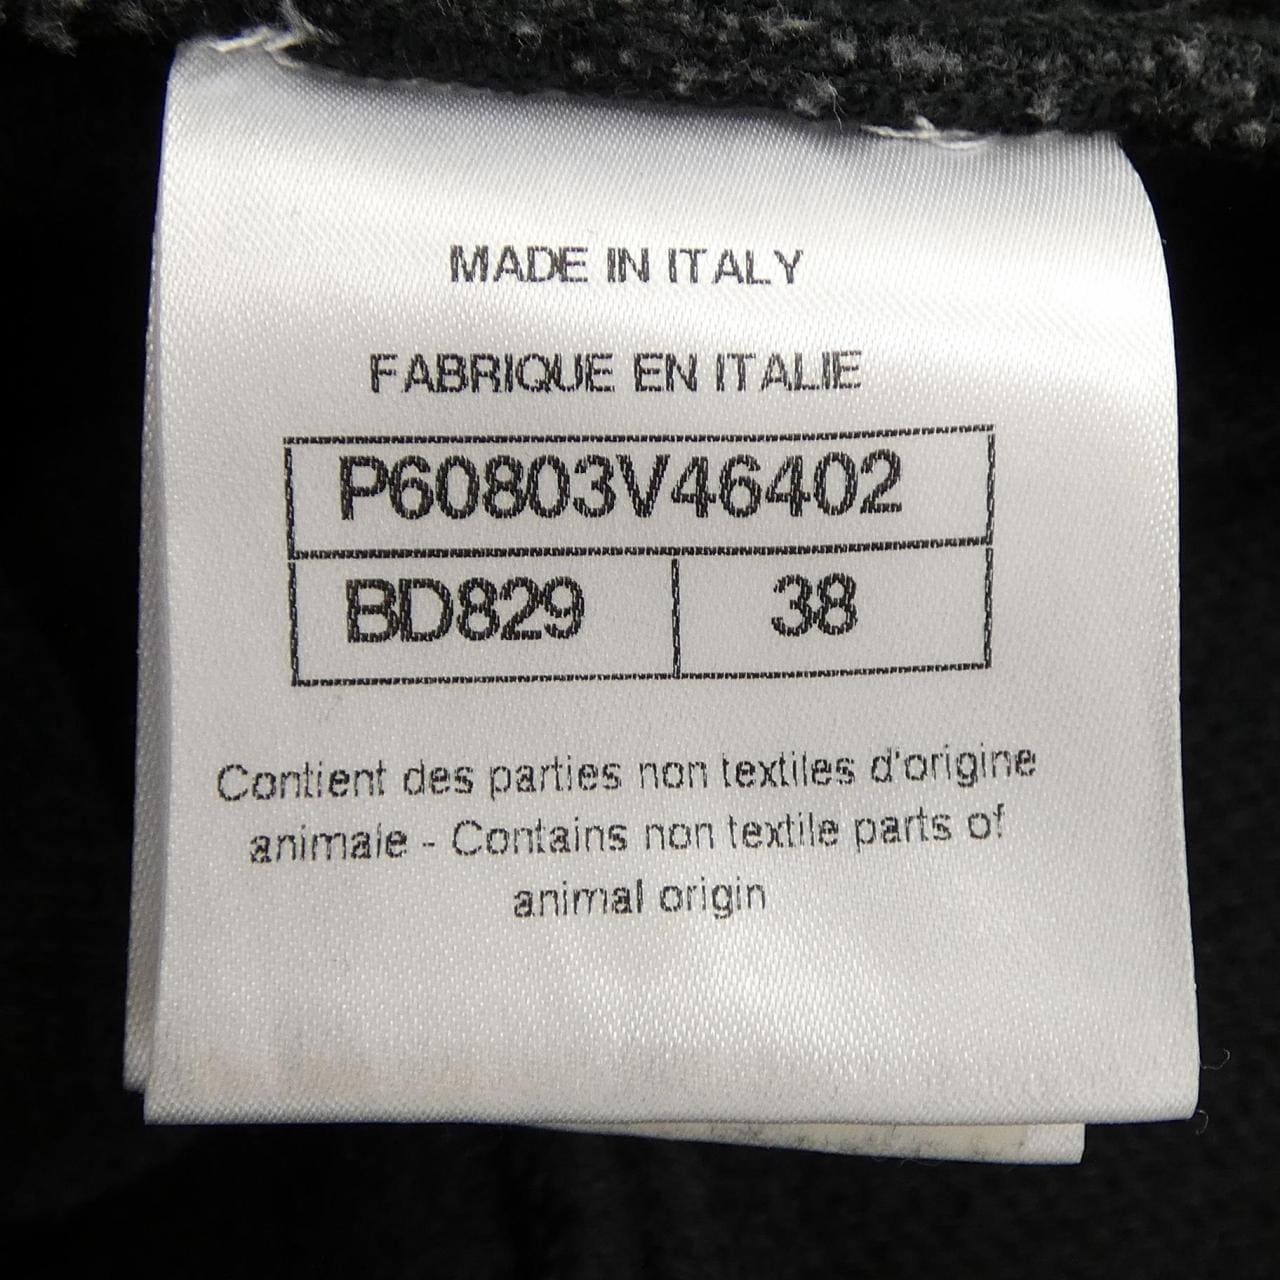 MADE IN ITALY
FABRIQUE EN ITALIE
P60803V46402
BD829 38
Contient des parties non textiles d'origine
animale - Contains non textile parts of
animal origin